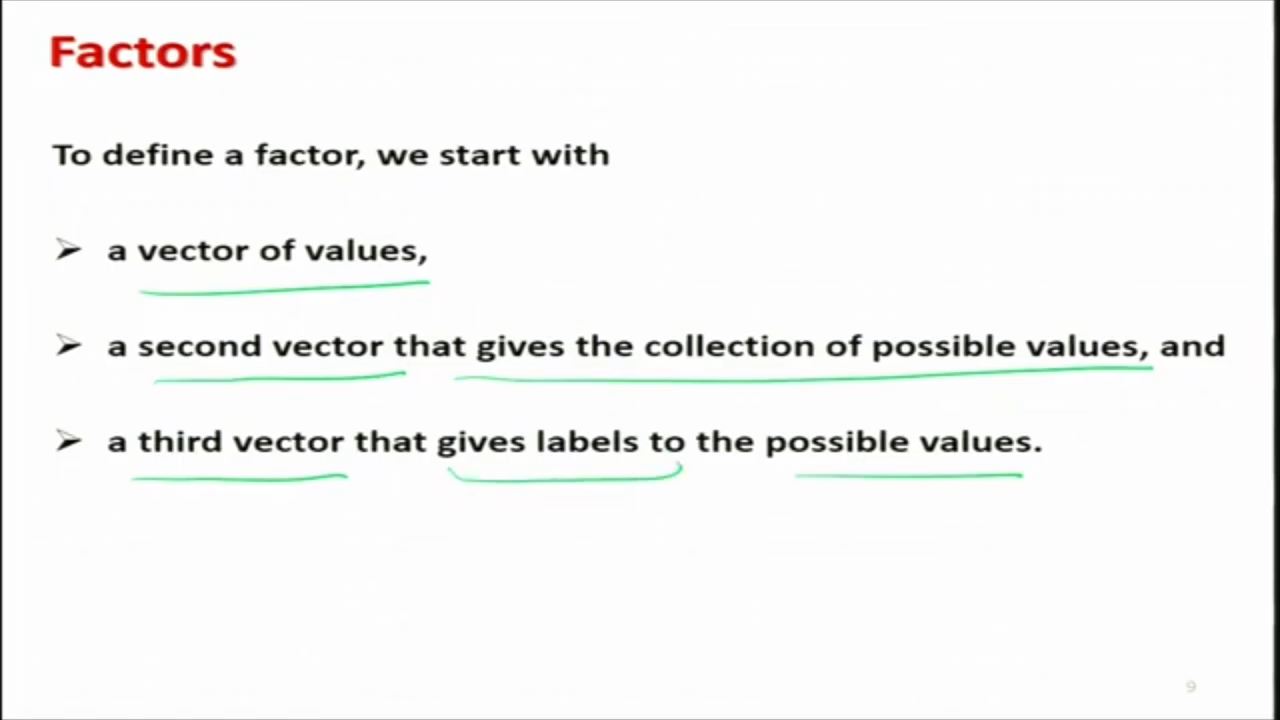 Factors
To define a factor, we start with
➢ a vector of values,
➢ a second vector that gives the collection of possible values, and
➢ a third vector that gives labels to the possible values.
9